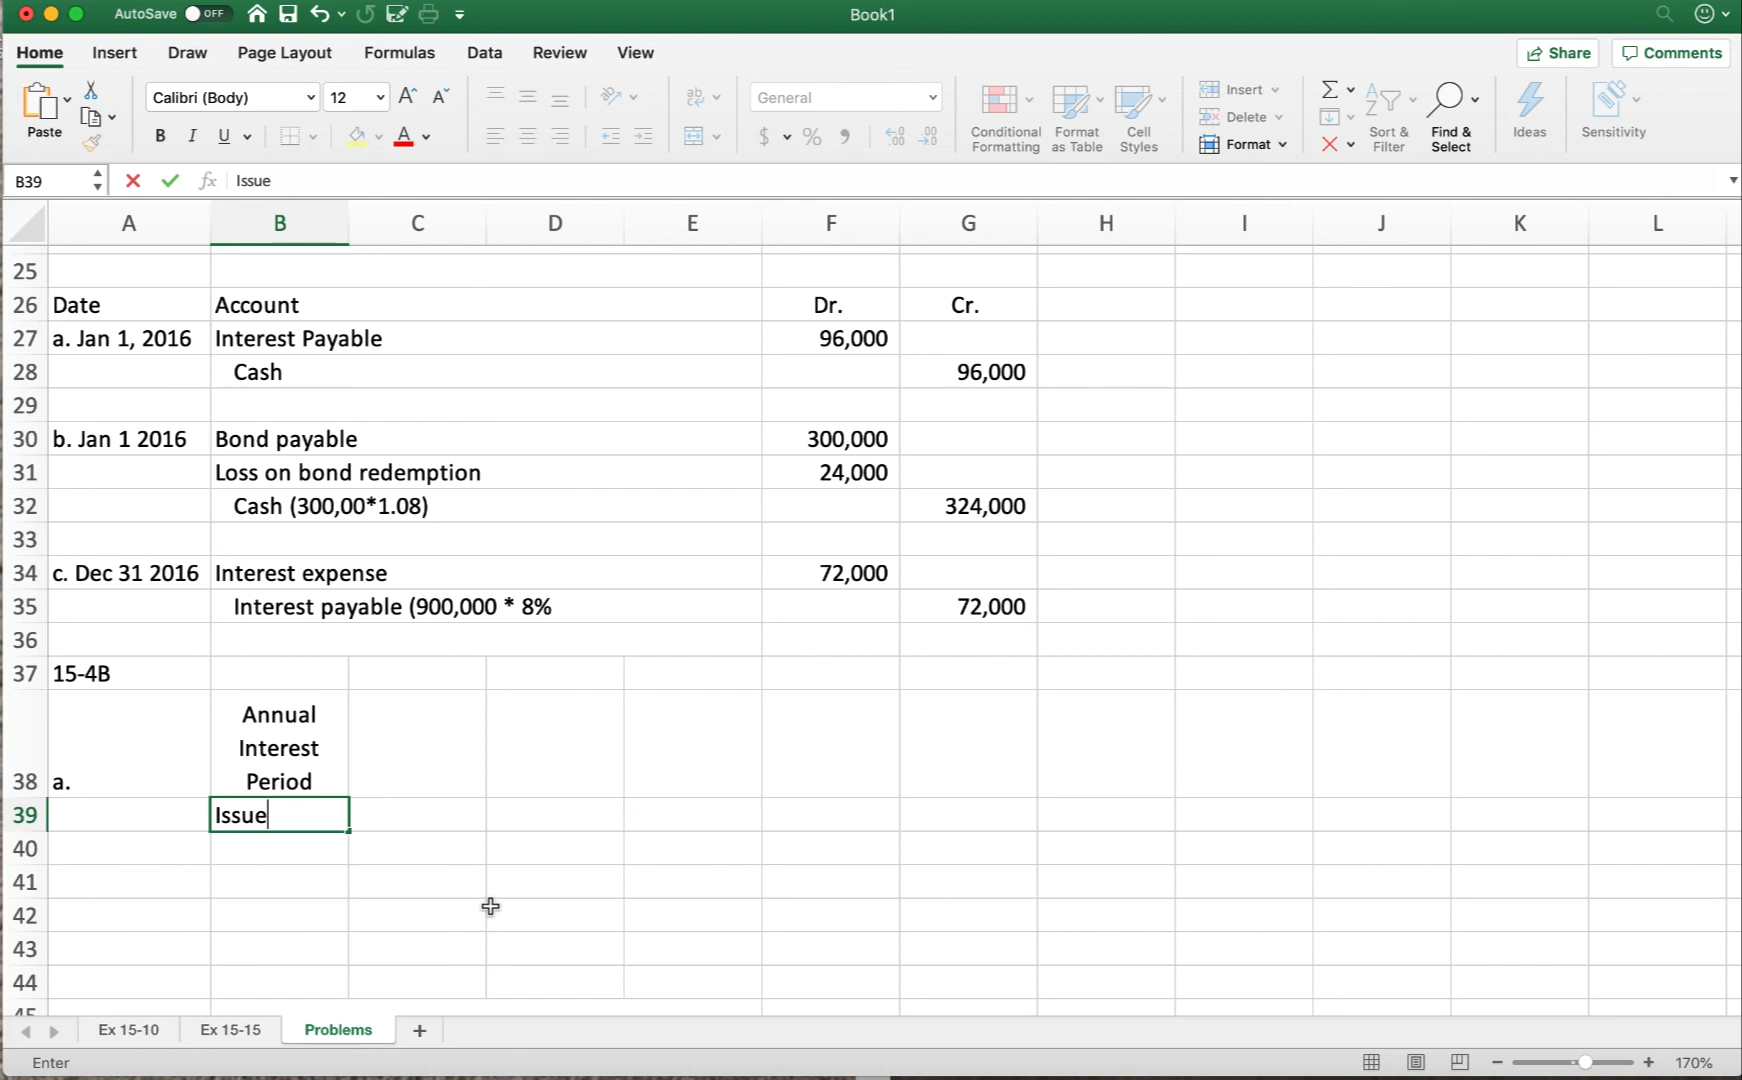 AutoSave OFF Book1
Home Insert Draw Page Layout Formulas Data Review View Share Comments
Paste
Calibri (Body) 12
B I U A
General
$ %
Conditional Formatting
Format as Table
Cell Styles
Insert
Delete
Format
Sort & Filter
Find & Select
Ideas
Sensitivity
B39 fx Issue
A B C D E F G H I J K L
25
26 Date Account Dr. Cr.
27 a. Jan 1, 2016 Interest Payable 96,000
28 Cash 96,000
29
30 b. Jan 1 2016 Bond payable 300,000
31 Loss on bond redemption 24,000
32 Cash (300,00*1.08) 324,000
33
34 c. Dec 31 2016 Interest expense 72,000
35 Interest payable (900,000 * 8% 72,000
36
37 15-4B
Annual
Interest
38 a. Period
39 Issue
40
41
42
43
44
45
Ex 15-10 Ex 15-15 Problems +
Enter 170%